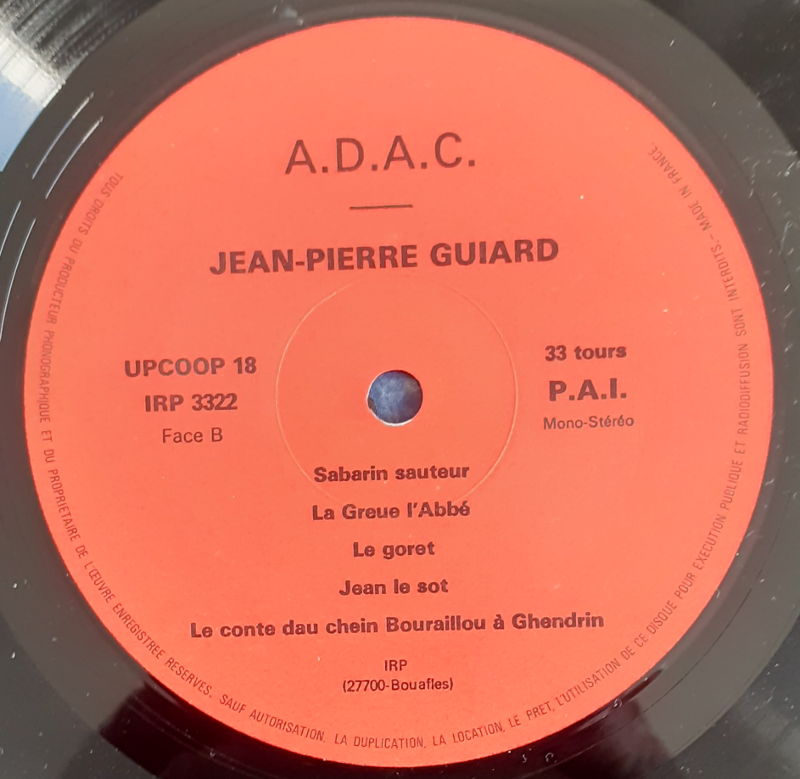 A.D.A.C.
JEAN-PIERRE GUIARD
UPCOOP 18
IRP 3322
Face B
33 tours
P.A.I.
Mono-Stéréo
Sabarin sauteur
La Greue l'Abbé
Le goret
Jean le sot
Le conte dau chein Bouraillou à Ghendrin
IRP
(27700-Bouafles)
TOUS DROITS DU PRODUCTEUR PHONOGRAPHIQUE ET DU PROPRIETAIRE DE L'ŒUVRE ENREGISTREE RESERVES. SAUF AUTORISATION, LA DUPLICATION, LA LOCATION, LE PRET, L'UTILISATION DE CE DISQUE POUR EXECUTION PUBLIQUE ET RADIODIFFUSION SONT INTERDITS.- MADE IN FRANCE.